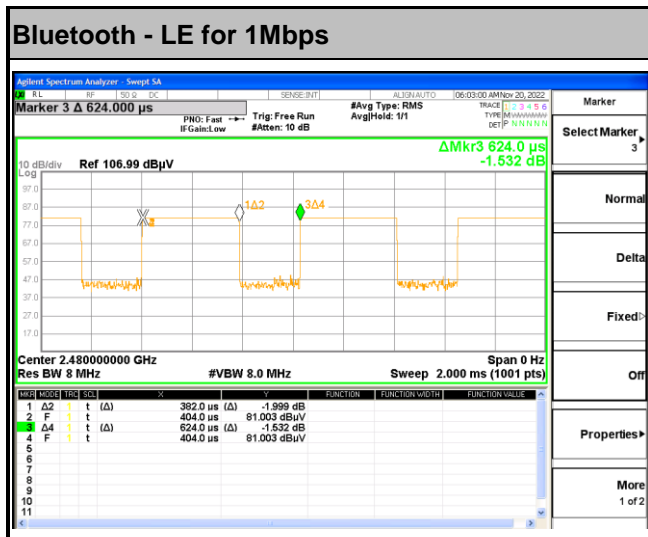 Bluetooth - LE for 1Mbps
Agilent Spectrum Analyzer - Swept SA
RL RF 50 Ω DC SENSE:INT ALIGNAUTO 06:03:00 AM Nov 20, 2022
Marker 3 Δ 624.000 µs
PNO: Fast
IFGain:Low
Trig: Free Run
#Atten: 10 dB
#Avg Type: RMS
Avg|Hold: 1/1
TRACE 1 2 3 4 5 6
TYPE M
DET P N N N N N
Marker
Select Marker
3
Normal
Delta
Fixed
Off
Properties
More
1 of 2
ΔMkr3 624.0 µs
-1.532 dB
10 dB/div Ref 106.99 dBµV
Log
97.0
87.0
77.0
67.0
57.0
47.0
37.0
27.0
17.0
1Δ2
3Δ4
Center 2.480000000 GHz Span 0 Hz
Res BW 8 MHz #VBW 8.0 MHz Sweep 2.000 ms (1001 pts)
MKR MODE TRC SCL X Y FUNCTION FUNCTION WIDTH FUNCTION VALUE
1 Δ2 1 t (Δ) 382.0 µs (Δ) -1.999 dB
2 F 1 t 404.0 µs 81.003 dBµV
3 Δ4 1 t (Δ) 624.0 µs (Δ) -1.532 dB
4 F 1 t 404.0 µs 81.003 dBµV
5
6
7
8
9
10
11